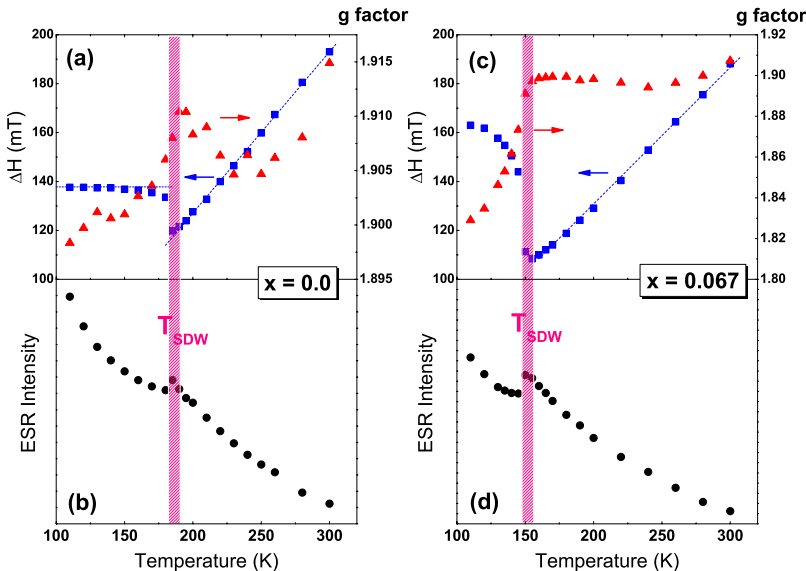 g factor
g factor
200
180
160
140
120
100
ΔH (mT)
(a)
1.915
1.910
1.905
1.900
1.895
x = 0.0
200
180
160
140
120
100
ΔH (mT)
(c)
1.92
1.90
1.88
1.86
1.84
1.82
1.80
x = 0.067
ESR Intensity
T_SDW
(b)
100 150 200 250 300
Temperature (K)
ESR Intensity
T_SDW
(d)
100 150 200 250 300
Temperature (K)